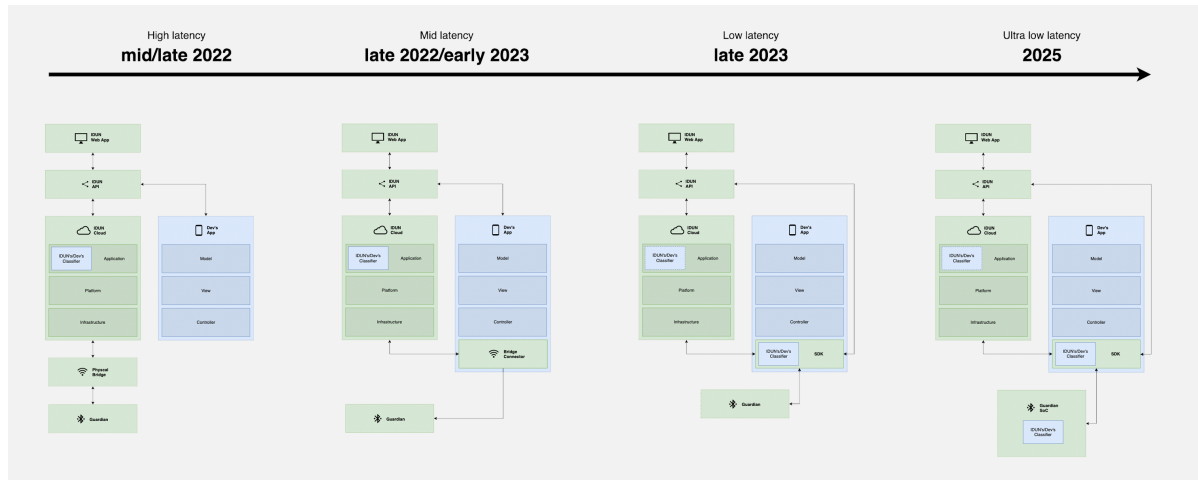 High latency
mid/late 2022
Mid latency
late 2022/early 2023
Low latency
late 2023
Ultra low latency
2025
IDUN
Web App
IDUN
API
IDUN
Cloud
IDUN's/Dev's
Classifier
Application
Platform
Infrastructure
Physcal
Bridge
Guardian
Dev's
App
Model
View
Controller
IDUN
Web App
IDUN
API
IDUN
Cloud
IDUN's/Dev's
Classifier
Application
Platform
Infrastructure
Dev's
App
Model
View
Controller
Bridge
Connector
Guardian
IDUN
Web App
IDUN
API
IDUN
Cloud
IDUN's/Dev's
Classifier
Application
Platform
Infrastructure
Dev's
App
Model
View
Controller
IDUN's/Dev's
Classifier
SDK
Guardian
IDUN
Web App
IDUN
API
IDUN
Cloud
IDUN's/Dev's
Classifier
Application
Platform
Infrastructure
Dev's
App
Model
View
Controller
IDUN's/Dev's
Classifier
SDK
Guardian
SoC
IDUN's/Dev's
Classifier